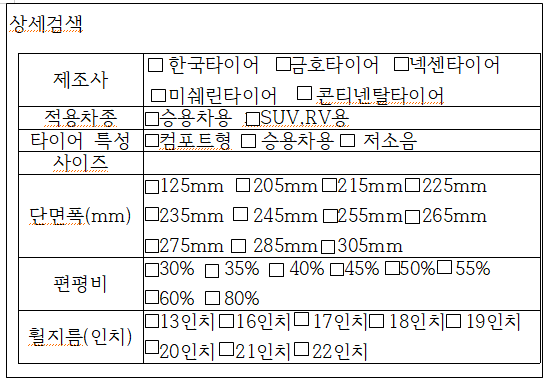 상세검색
제조사 □ 한국타이어 □금호타이어 □넥센타이어
□미쉐린타이어 □ 콘티넨탈타이어
적용차종 □승용차용 □SUV.RV용
타이어 특성 □컴포트형 □ 승용차용 □ 저소음
사이즈
단면폭(mm) □125mm □205mm □215mm □225mm
□235mm □ 245mm □255mm □265mm
□275mm □ 285mm □305mm
편평비 □30% □ 35% □ 40% □45% □50% □55%
□60% □ 80%
휠지름(인치) □13인치 □16인치 □ 17인치 □ 18인치 □ 19인치
□20인치 □21인치 □22인치